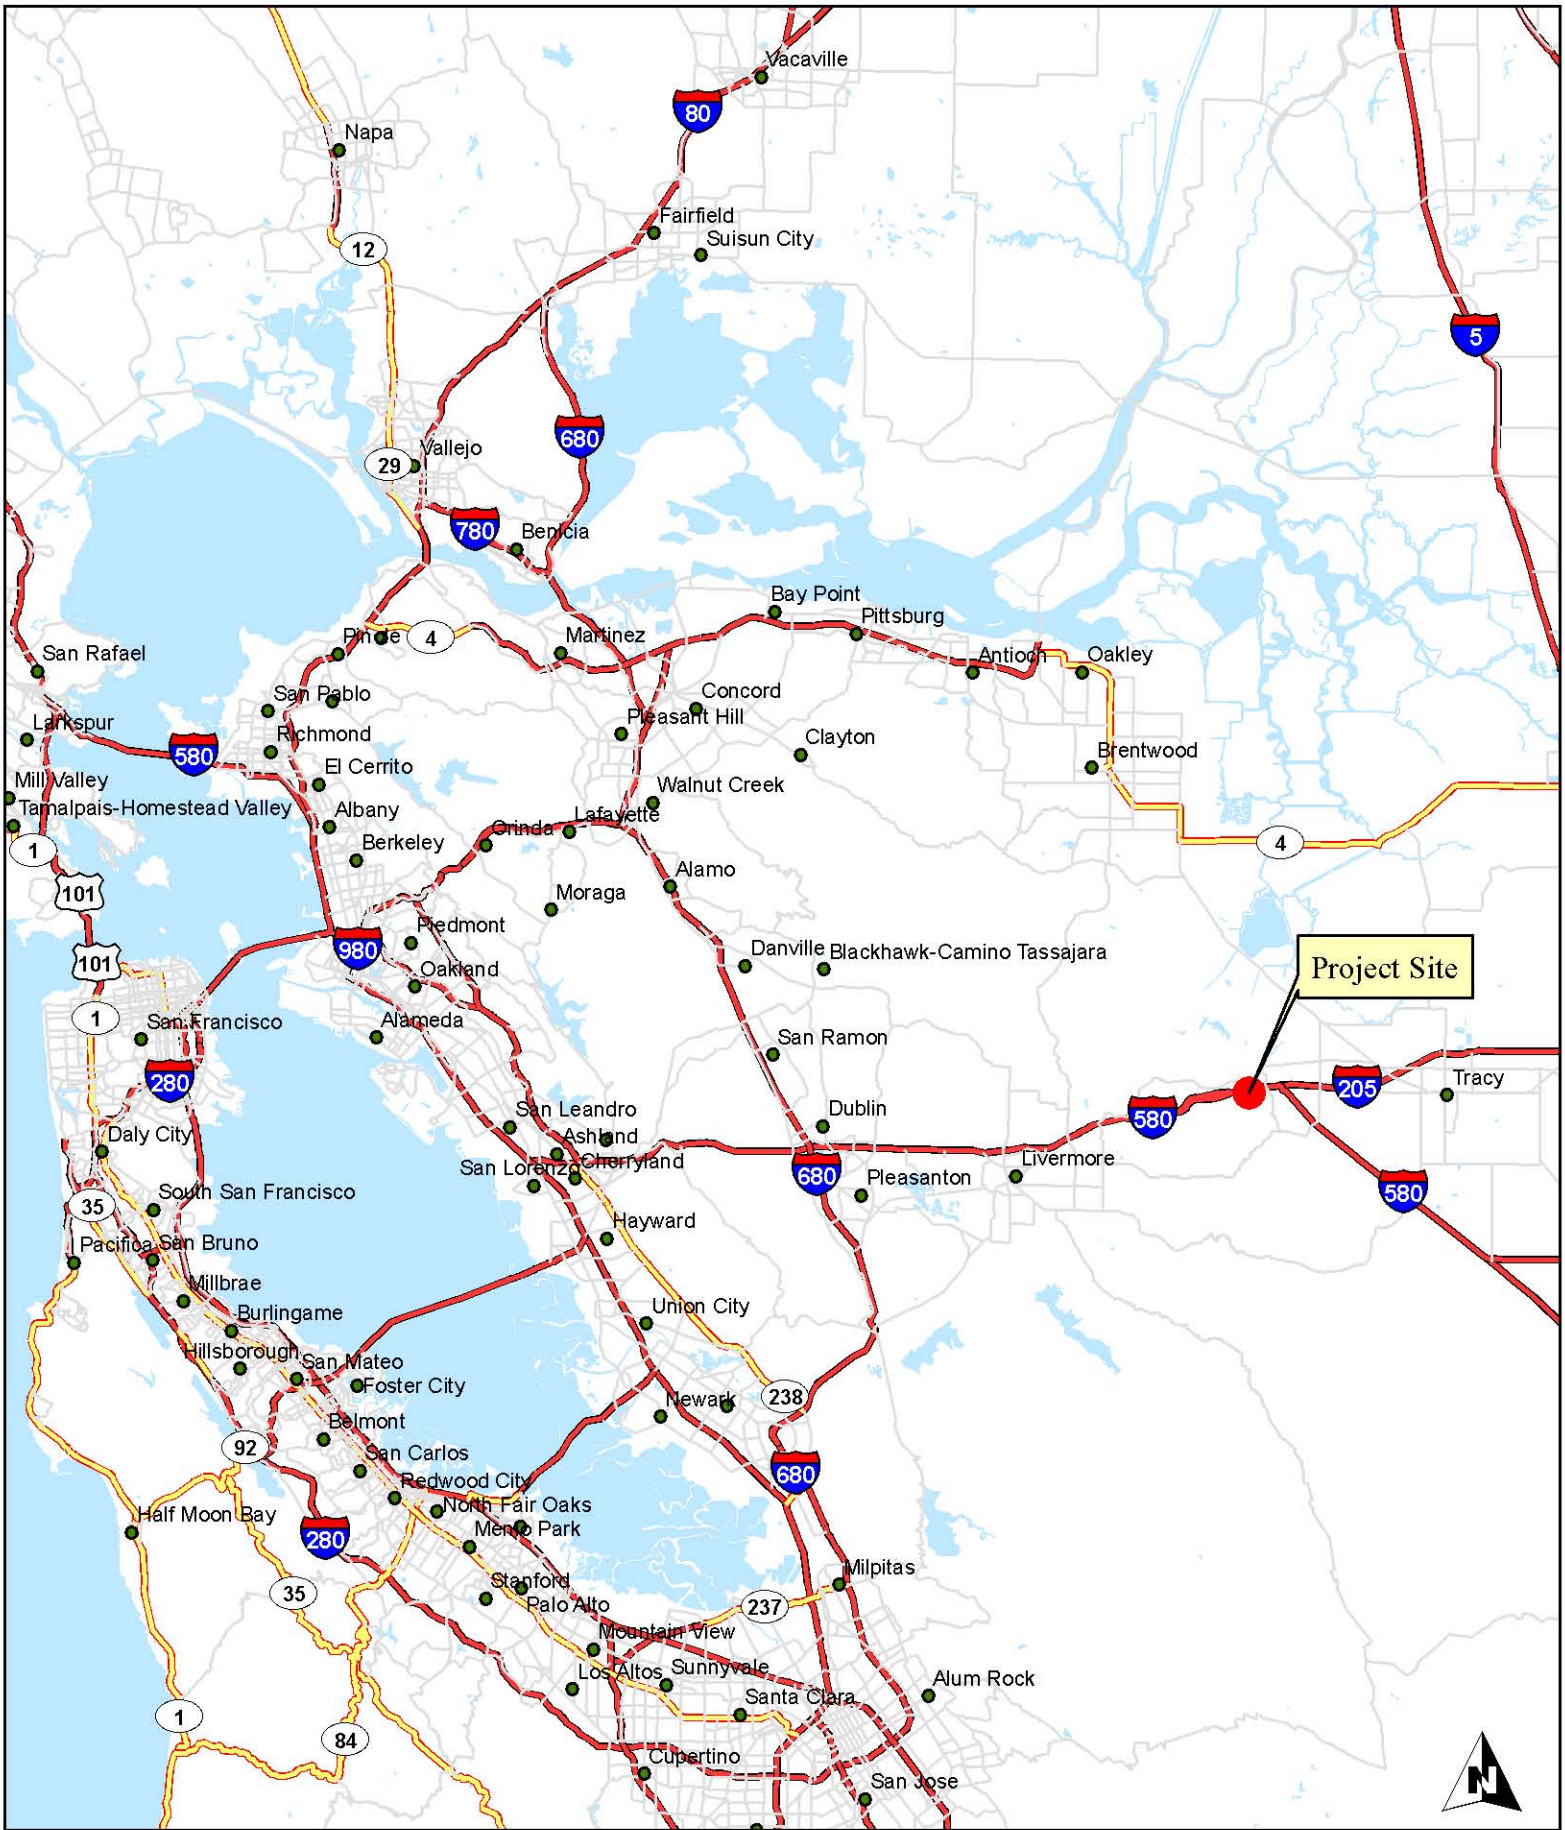 Vacaville
80
Napa
Fairfield
Suisun City
12
5
680
Vallejo
29
780
Benicia
Bay Point
Pittsburg
4
Martinez
San Rafael
Antioch
Oakley
San Pablo
Concord
Larkspur
Pleasant Hill
Richmond
Clayton
Brentwood
580
El Cerrito
Mill Valley
Walnut Creek
Tamalpais-Homestead Valley
Albany
Lafayette
Orinda
4
1
Berkeley
Alamo
101
Moraga
Piedmont
980
Danville
Blackhawk-Camino Tassajara
101
Oakland
Project Site
1
San Francisco
Alameda
San Ramon
280
205
Tracy
San Leandro
Dublin
580
Daly City
Ashland
San Lorenzo
Cherryland
Livermore
680
Pleasanton
35
South San Francisco
580
Hayward
Pacifica
San Bruno
Millbrae
Burlingame
Union City
Hillsborough
San Mateo
Foster City
238
Newark
Belmont
92
San Carlos
680
Redwood City
North Fair Oaks
Half Moon Bay
Menlo Park
280
Milpitas
Stanford
35
Palo Alto
237
Mountain View
Los Altos
Sunnyvale
Alum Rock
Santa Clara
1
84
Cupertino
San Jose
N